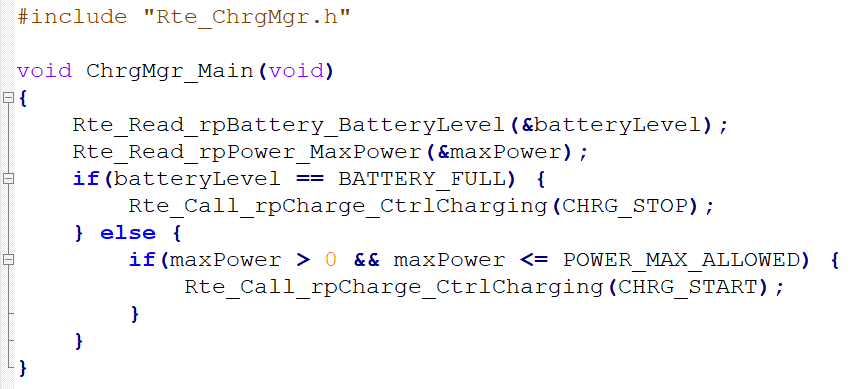 #include "Rte_ChrgMgr.h"

void ChrgMgr_Main(void)
{
    Rte_Read_rpBattery_BatteryLevel(&batteryLevel);
    Rte_Read_rpPower_MaxPower(&maxPower);
    if(batteryLevel == BATTERY_FULL) {
        Rte_Call_rpCharge_CtrlCharging(CHRG_STOP);
    } else {
        if(maxPower > 0 && maxPower <= POWER_MAX_ALLOWED) {
            Rte_Call_rpCharge_CtrlCharging(CHRG_START);
        }
    }
}